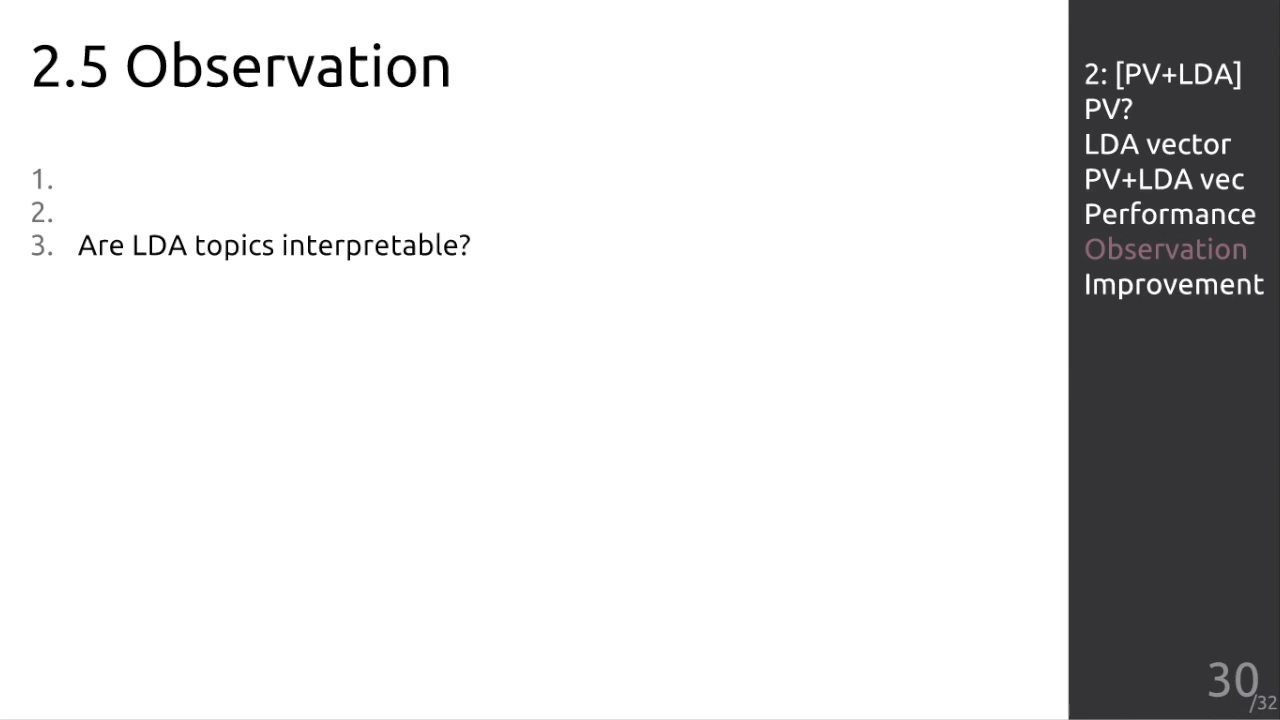 2.5 Observation
1.
2.
3. Are LDA topics interpretable?
2: [PV+LDA]
PV?
LDA vector
PV+LDA vec
Performance
Observation
Improvement
30/32